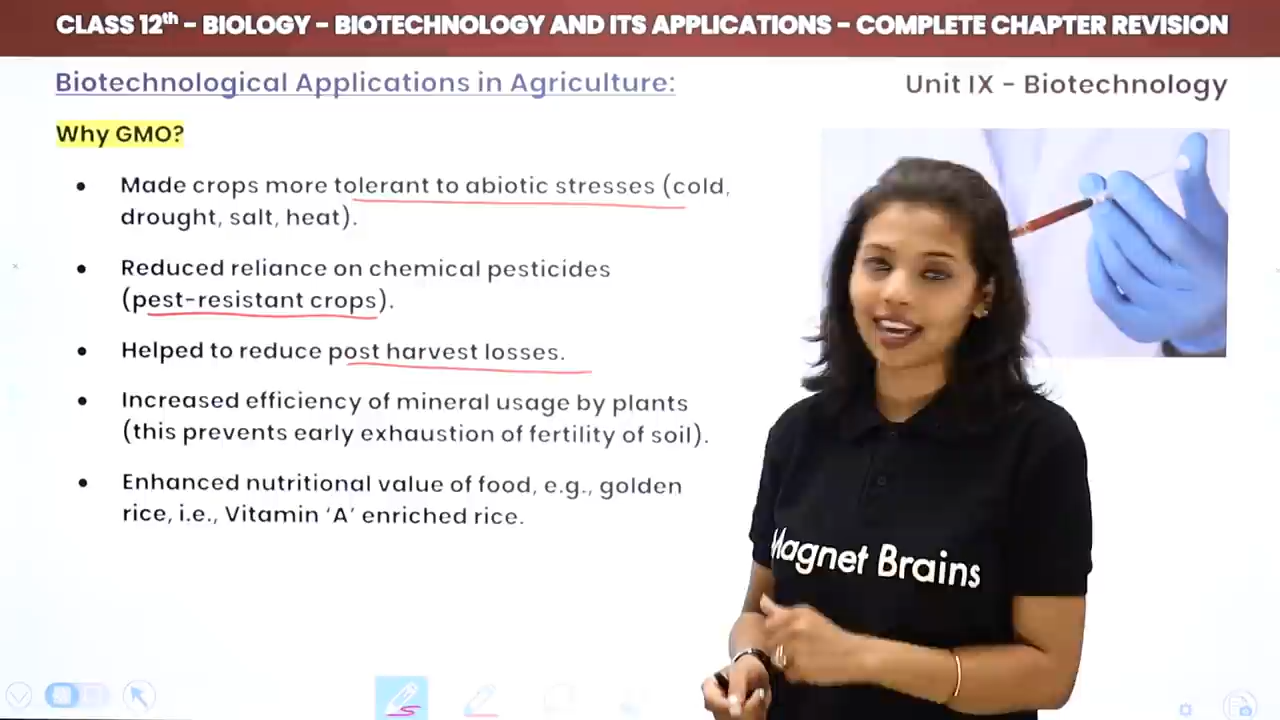 CLASS 12th – BIOLOGY – BIOTECHNOLOGY AND ITS APPLICATIONS – COMPLETE CHAPTER REVISION
Biotechnological Applications in Agriculture:
Unit IX – Biotechnology
Why GMO?
• Made crops more tolerant to abiotic stresses (cold,
drought, salt, heat).
• Reduced reliance on chemical pesticides
(pest-resistant crops).
• Helped to reduce post harvest losses.
• Increased efficiency of mineral usage by plants
(this prevents early exhaustion of fertility of soil).
• Enhanced nutritional value of food, e.g., golden
rice, i.e., Vitamin ‘A’ enriched rice.
Magnet Brains